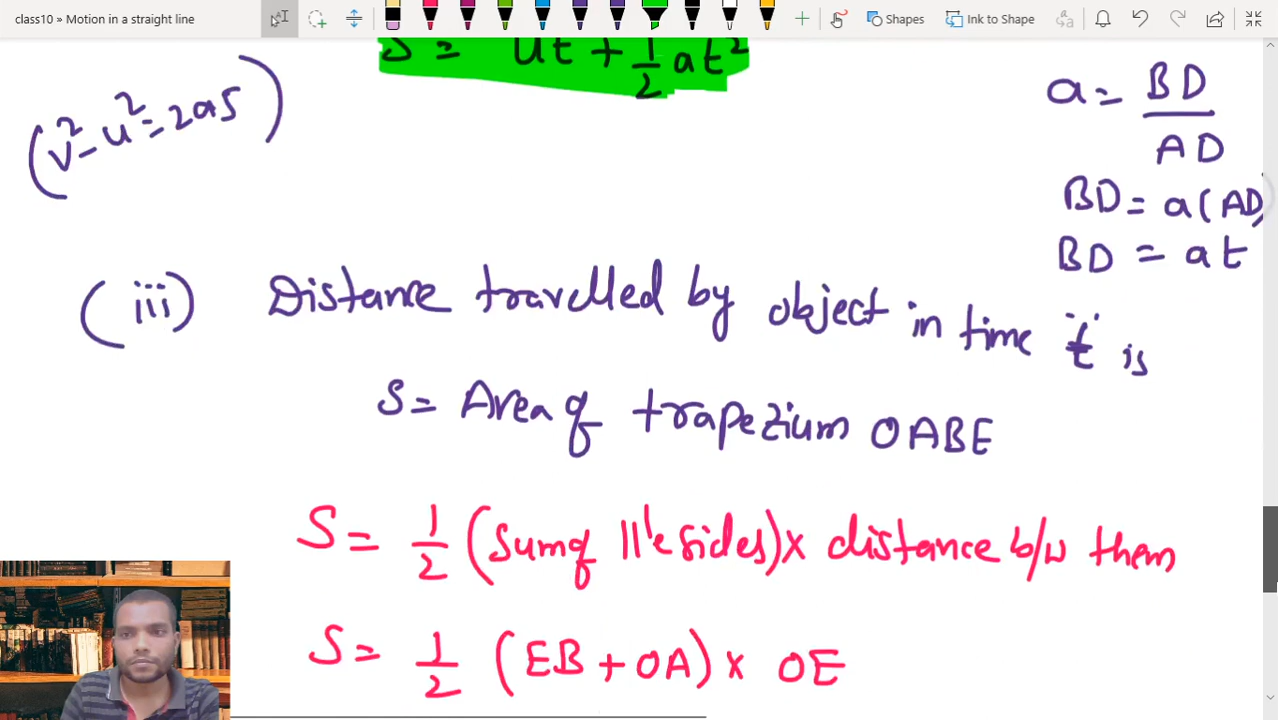 class10 » Motion in a straight line
Shapes
Ink to Shape
S = ut + 1/2 at²
(v² - u² = 2as)
a = BD/AD
BD = a(AD)
BD = at
(iii) Distance travelled by object in time 't' is
S = Area of trapezium OABE
S = 1/2 (Sum of ||le sides) x distance b/w them
S = 1/2 (EB + OA) x OE